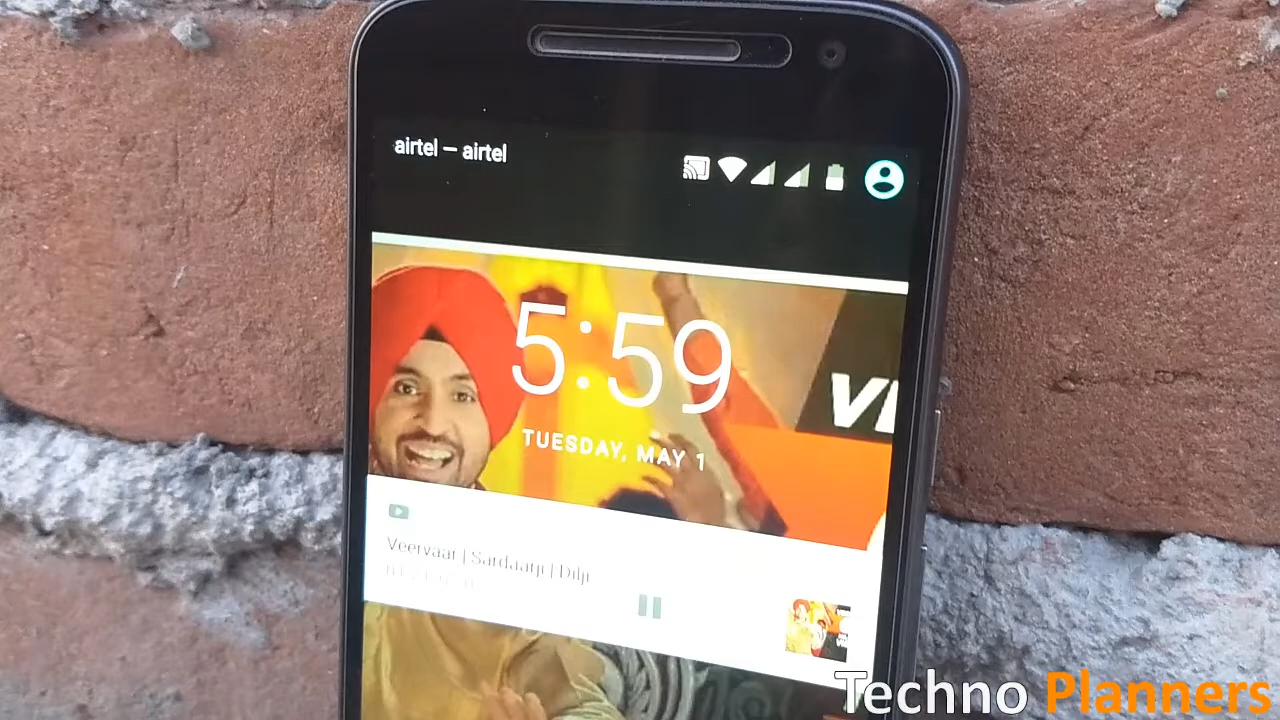 airtel — airtel
5:59
TUESDAY, MAY 1
Veervaar | Sardaarji | Dilji
Techno Planners